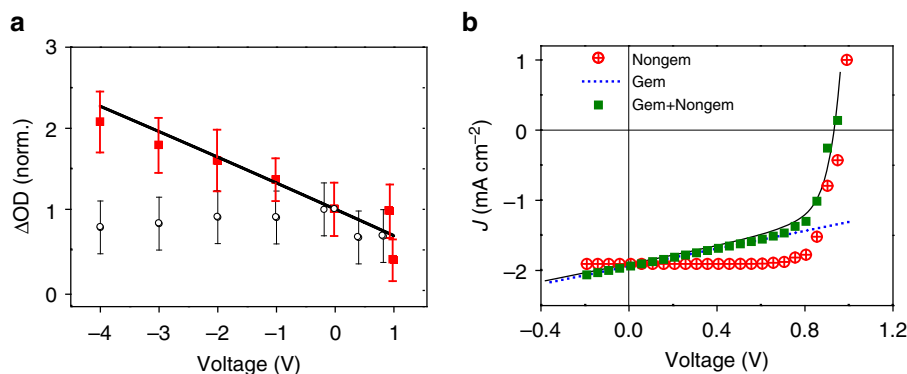 a
ΔOD (norm.)
3
2
1
0
−4
−3
−2
−1
0
1
Voltage (V)
b
J (mA cm−2)
1
0
−1
−2
Nongem
Gem
Gem+Nongem
−0.4
0.0
0.4
0.8
1.2
Voltage (V)